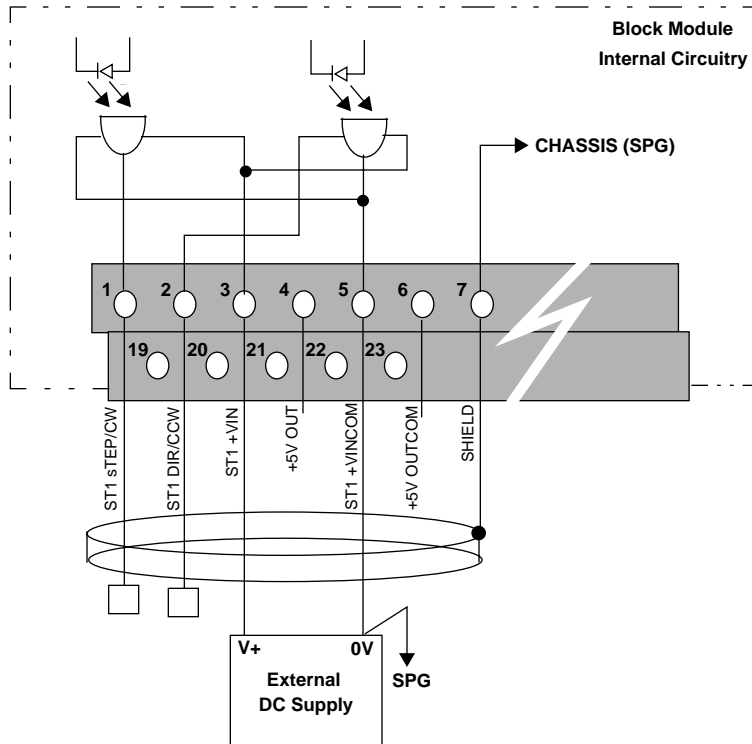 Block Module
Internal Circuitry
CHASSIS (SPG)
1
2
3
4
5
6
7
19
20
21
22
23
ST1 sTEP/CW
ST1 DIR/CCW
ST1 +VIN
+5V OUT
ST1 +VINCOM
+5V OUTCOM
SHIELD
V+
0V
External
DC Supply
SPG